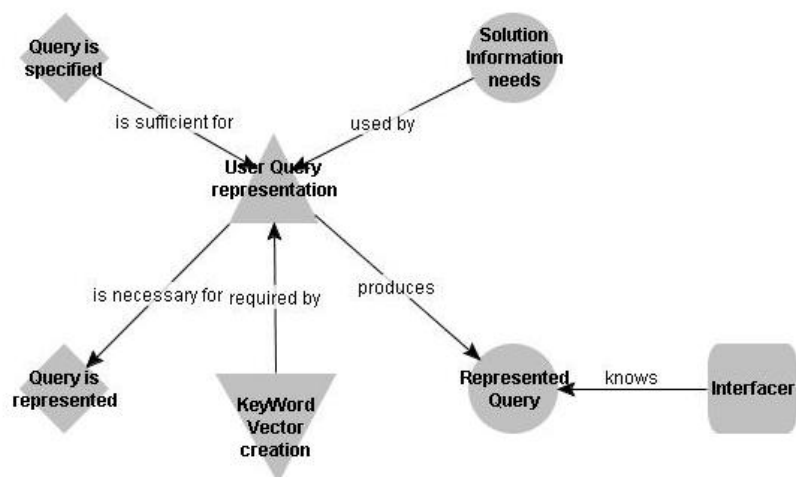 Query is
specified
Solution
Information
needs
is sufficient for
used by
User Query
representation
is necessary for
required by
produces
Query is
represented
KeyWord
Vector
creation
Represented
Query
knows
Interfacer